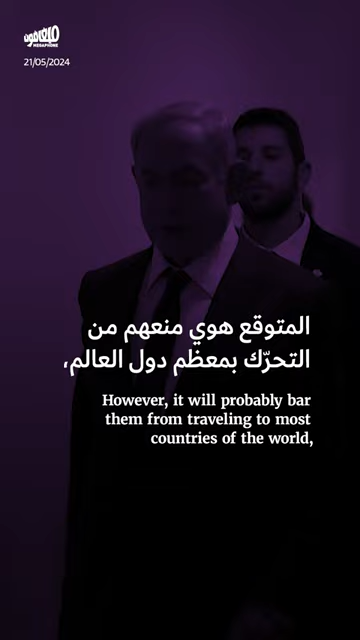 ميغافون
MEGAPHONE
21/05/2024
المتوقع هوي منعهم من
التحرّك بمعظم دول العالم،
However, it will probably bar
them from traveling to most
countries of the world,